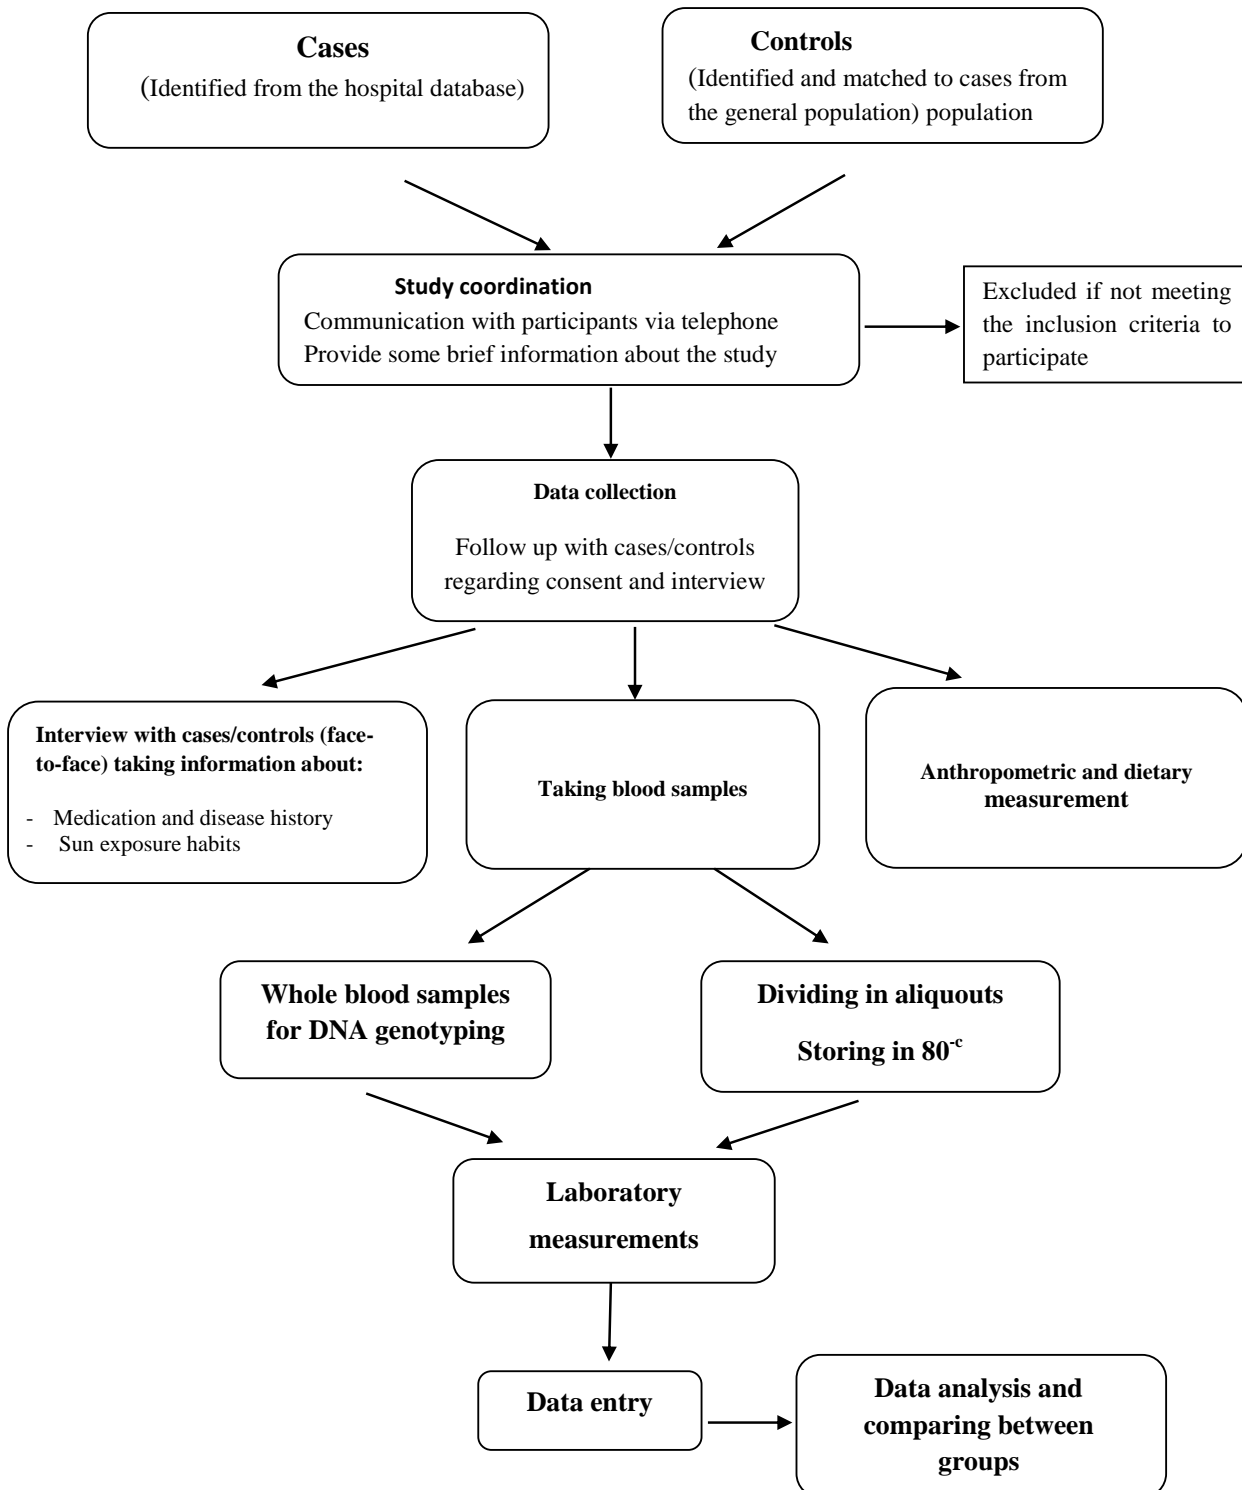 Cases
(Identified from the hospital database)
Controls
(Identified and matched to cases from
the general population) population
Study coordination
Communication with participants via telephone
Provide some brief information about the study
Excluded if not meeting
the inclusion criteria to
participate
Data collection
Follow up with cases/controls
regarding consent and interview
Interview with cases/controls (face-
to-face) taking information about:
- Medication and disease history
- Sun exposure habits
Taking blood samples
Anthropometric and dietary
measurement
Whole blood samples
for DNA genotyping
Dividing in aliquouts
Storing in 80⁻ᶜ
Laboratory
measurements
Data entry
Data analysis and
comparing between
groups